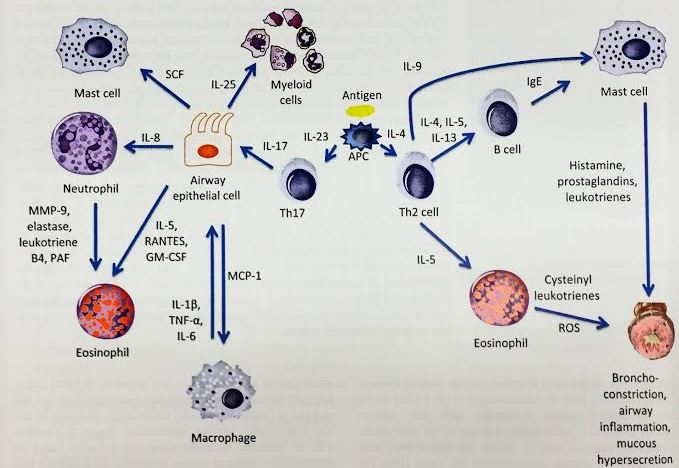 Mast cell
SCF
IL-25
Myeloid
cells
IL-9
Mast cell
IgE
Antigen
IL-4, IL-5,
IL-13
B cell
IL-8
Neutrophil
Airway
epithelial cell
IL-17
IL-23
APC
IL-4
Th17
Th2 cell
Histamine,
prostaglandins,
leukotrienes
MMP-9,
elastase,
leukotriene
B4, PAF
IL-5,
RANTES,
GM-CSF
MCP-1
IL-1β,
TNF-α,
IL-6
IL-5
Eosinophil
Cysteinyl
leukotrienes
ROS
Eosinophil
Macrophage
Broncho-
constriction,
airway
inflammation,
mucous
hypersecretion